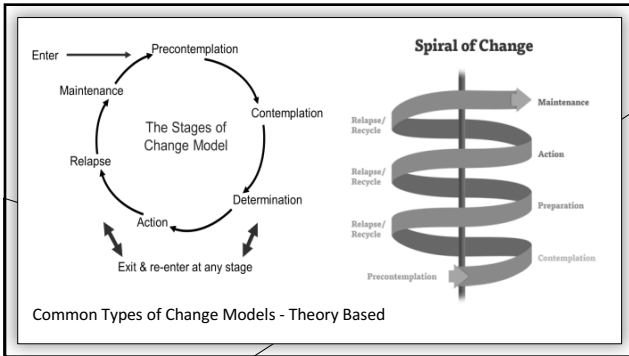 Enter
Precontemplation
Contemplation
Determination
Action
Relapse
Maintenance
The Stages of
Change Model
Exit & re-enter at any stage
Spiral of Change
Maintenance
Relapse/
Recycle
Action
Relapse/
Recycle
Preparation
Relapse/
Recycle
Contemplation
Precontemplation
Common Types of Change Models - Theory Based